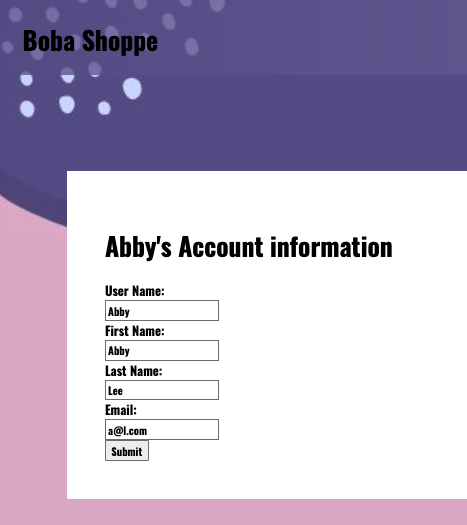 Boba Shoppe
Abby's Account information
User Name:
Abby
First Name:
Abby
Last Name:
Lee
Email:
a@l.com
Submit